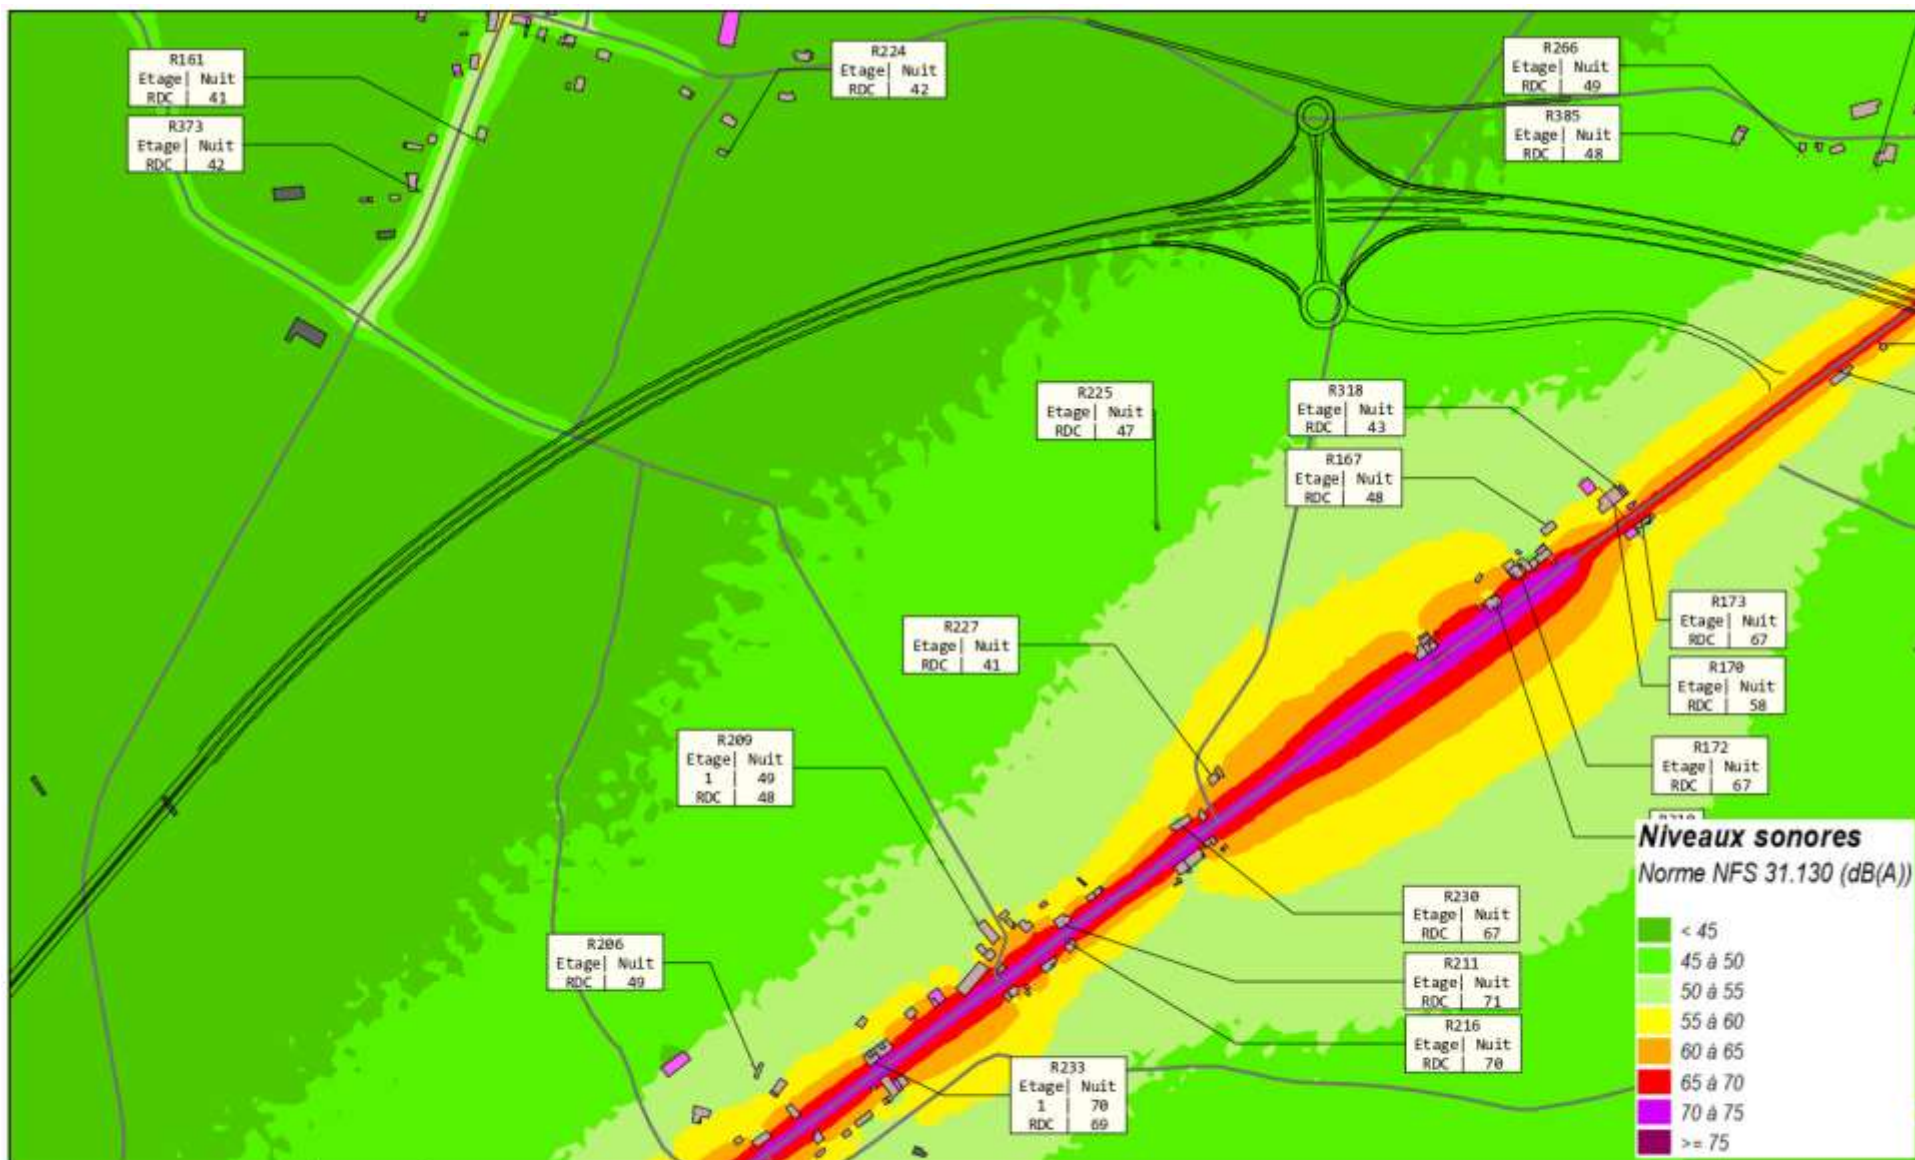 R161
Etage| Nuit
RDC | 41
R373
Etage| Nuit
RDC | 42
R224
Etage| Nuit
RDC | 42
R266
Etage| Nuit
RDC | 49
R385
Etage| Nuit
RDC | 48
R225
Etage| Nuit
RDC | 47
R318
Etage| Nuit
RDC | 43
R167
Etage| Nuit
RDC | 48
R227
Etage| Nuit
RDC | 41
R173
Etage| Nuit
RDC | 67
R170
Etage| Nuit
RDC | 58
R209
Etage| Nuit
1 | 49
RDC | 48
R172
Etage| Nuit
RDC | 67
R206
Etage| Nuit
RDC | 49
R230
Etage| Nuit
RDC | 67
R211
Etage| Nuit
RDC | 71
R216
Etage| Nuit
RDC | 70
R233
Etage| Nuit
1 | 70
RDC | 69
Niveaux sonores
Norme NFS 31.130 (dB(A))
< 45
45 à 50
50 à 55
55 à 60
60 à 65
65 à 70
70 à 75
>= 75